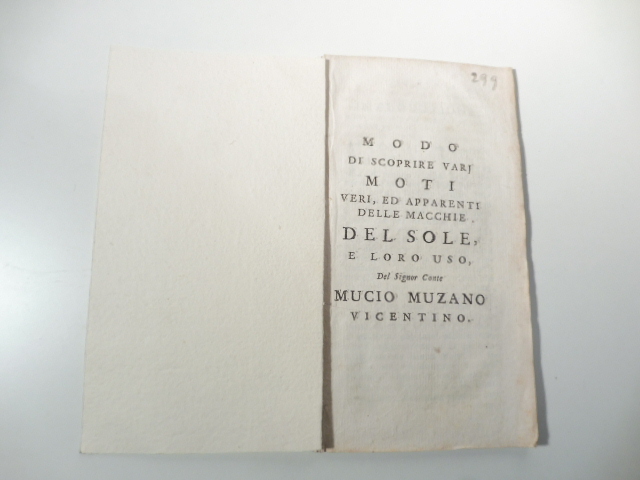 299
MODO
DI SCOPRIRE VARJ
MOTI
VERI, ED APPARENTI
DELLE MACCHIE
DEL SOLE,
E LORO USO,
Del Signor Conte
MUCIO MUZANO
VICENTINO.